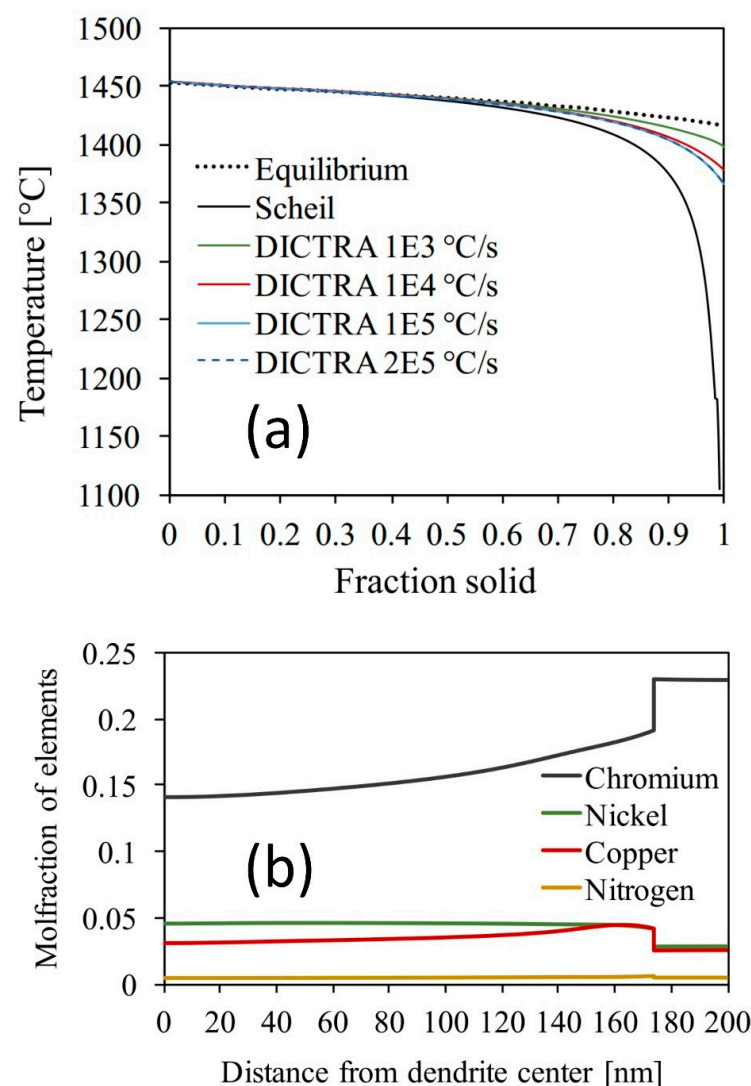 1500
1450
1400
1350
1300
1250
1200
1150
1100
Temperature [°C]
Equilibrium
Scheil
DICTRA 1E3 °C/s
DICTRA 1E4 °C/s
DICTRA 1E5 °C/s
DICTRA 2E5 °C/s
(a)
0 0.1 0.2 0.3 0.4 0.5 0.6 0.7 0.8 0.9 1
Fraction solid
0.25
0.2
0.15
0.1
0.05
0
Molfraction of elements
Chromium
Nickel
Copper
Nitrogen
(b)
0 20 40 60 80 100 120 140 160 180 200
Distance from dendrite center [nm]